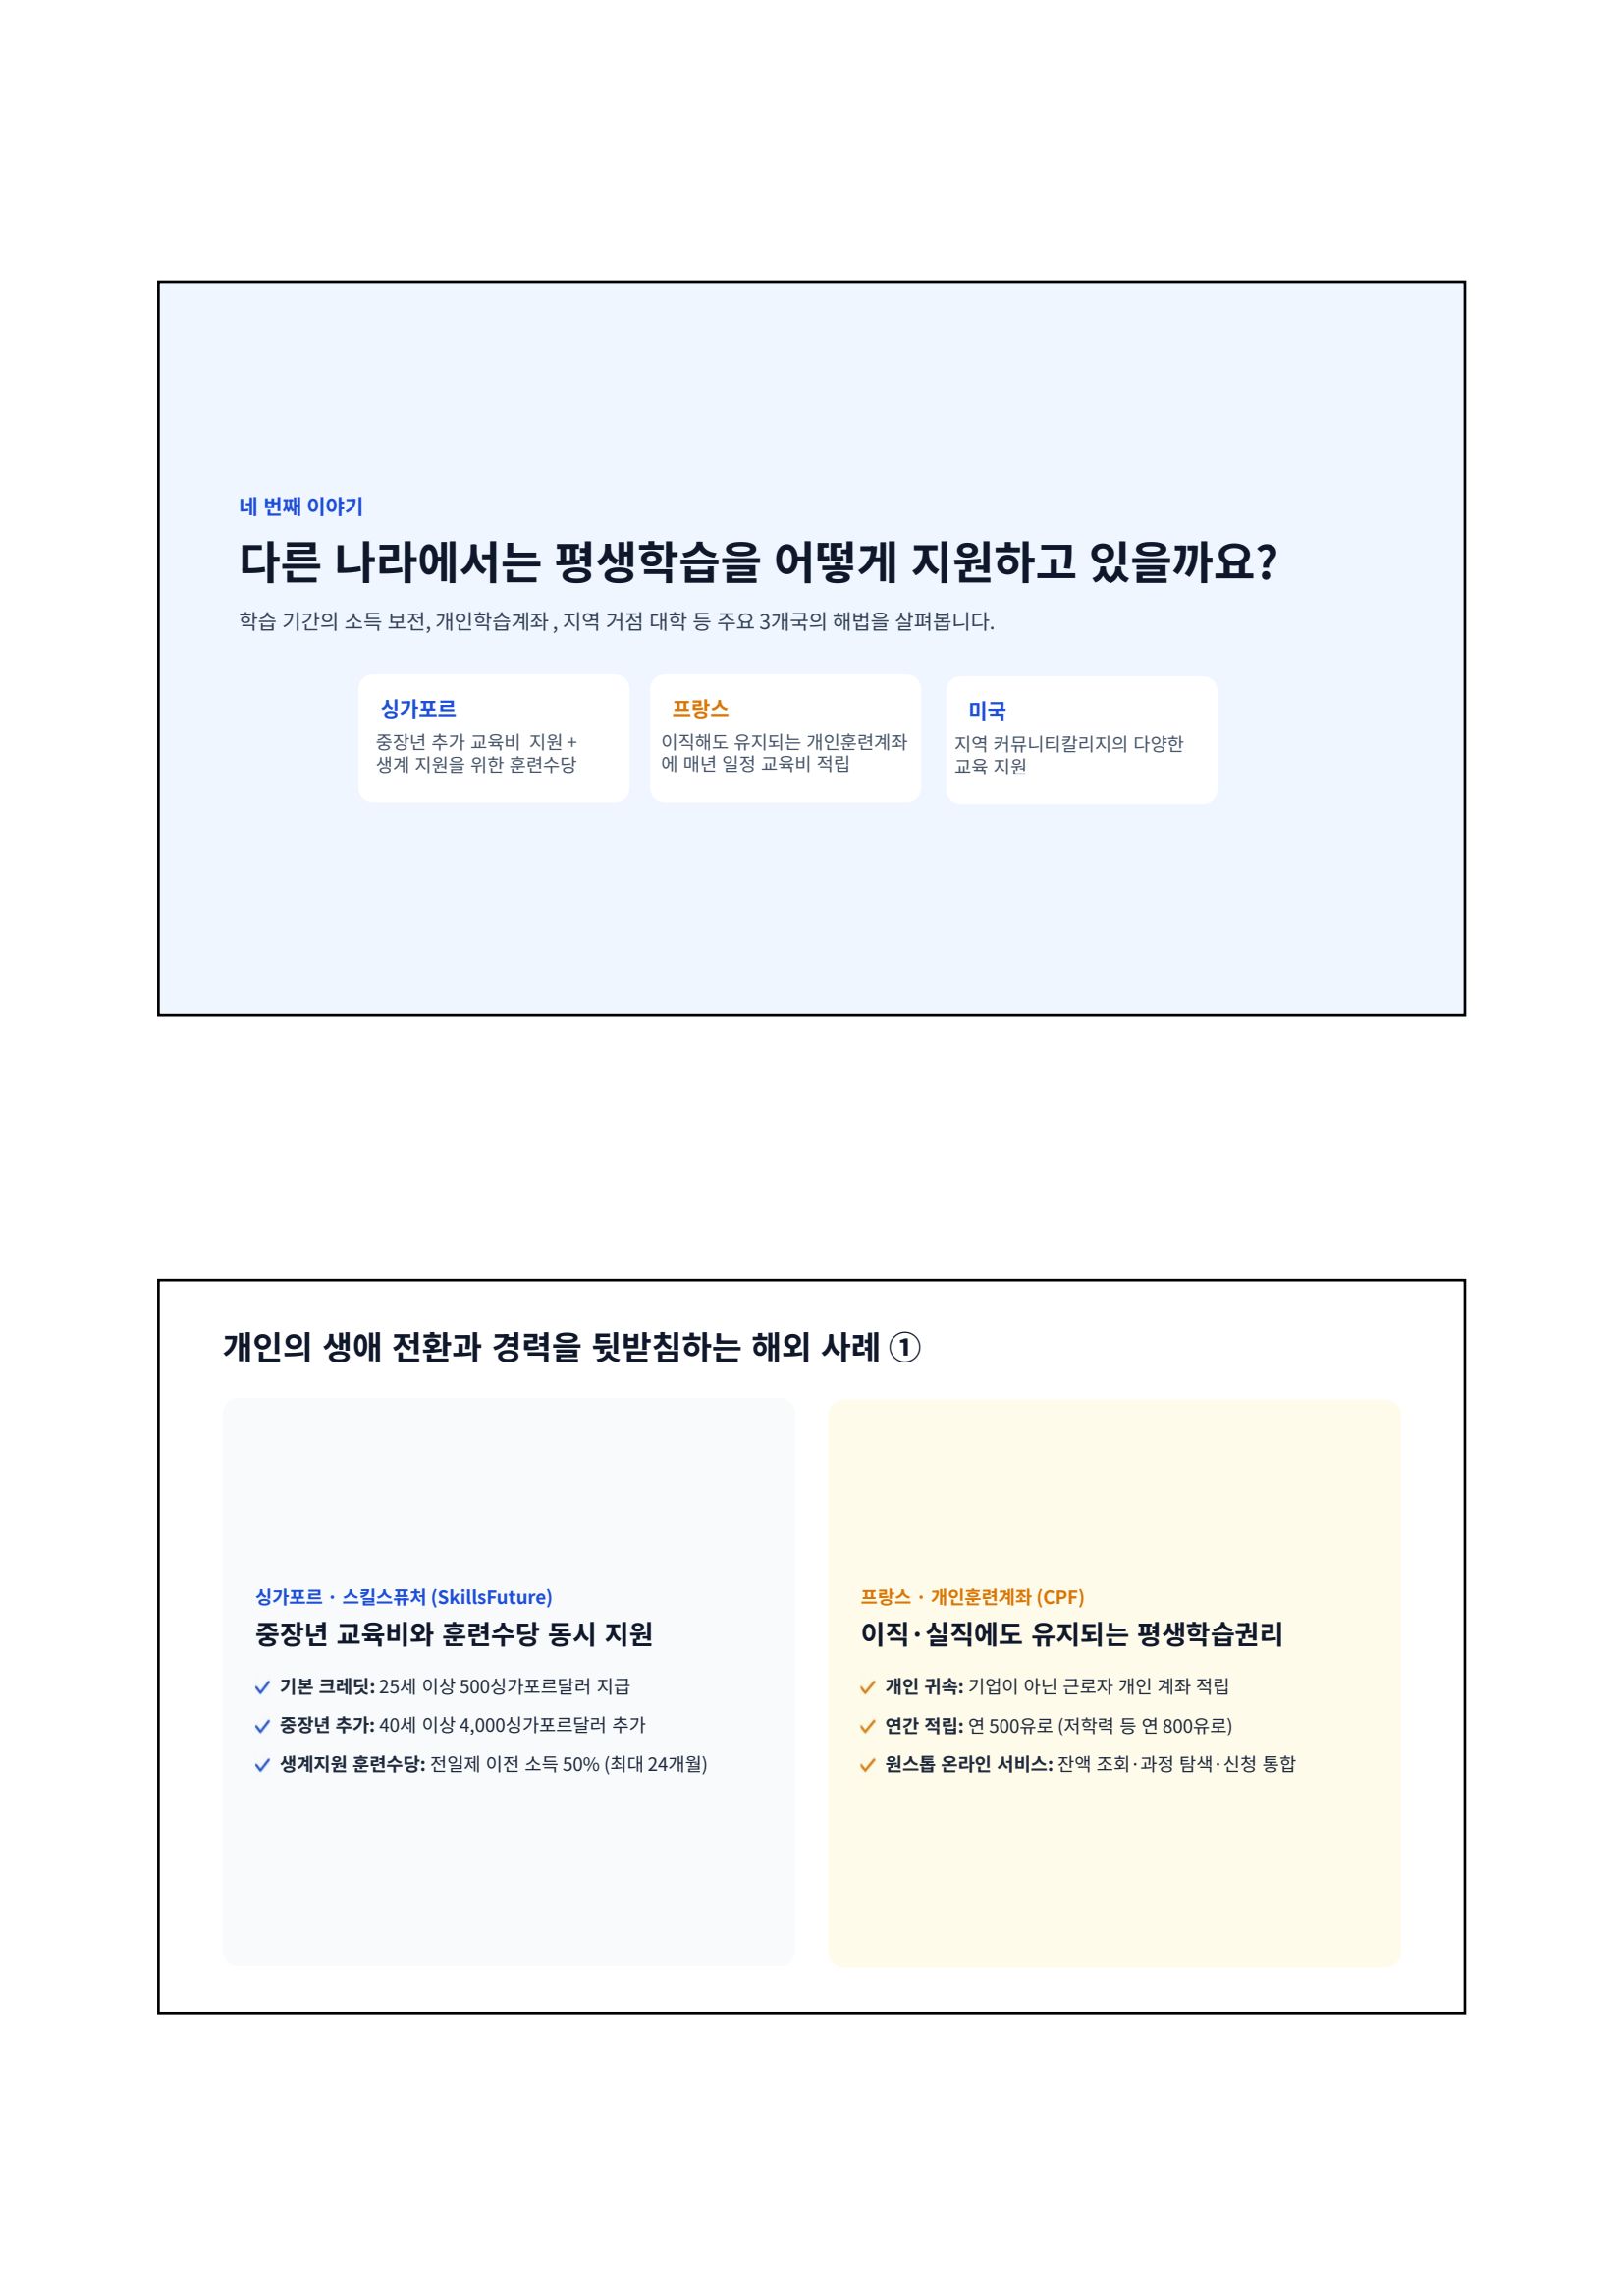 네 번째 이야기
다른 나라에서는 평생학습을 어떻게 지원하고 있을까요?
학습 기간의 소득 보전, 개인학습계좌, 지역 거점 대학 등 주요 3개국의 해법을 살펴봅니다.
싱가포르
중장년 추가 교육비 지원 +
생계 지원을 위한 훈련수당
프랑스
이직해도 유지되는 개인훈련계좌
에 매년 일정 교육비 적립
미국
지역 커뮤니티칼리지의 다양한
교육 지원
개인의 생애 전환과 경력을 뒷받침하는 해외 사례 ①
싱가포르 · 스킬스퓨처 (SkillsFuture)
중장년 교육비와 훈련수당 동시 지원
기본 크레딧: 25세 이상 500싱가포르달러 지급
중장년 추가: 40세 이상 4,000싱가포르달러 추가
생계지원 훈련수당: 전일제 이전 소득 50% (최대 24개월)
프랑스 · 개인훈련계좌 (CPF)
이직·실직에도 유지되는 평생학습권리
개인 귀속: 기업이 아닌 근로자 개인 계좌 적립
연간 적립: 연 500유로 (저학력 등 연 800유로)
원스톱 온라인 서비스: 잔액 조회·과정 탐색·신청 통합